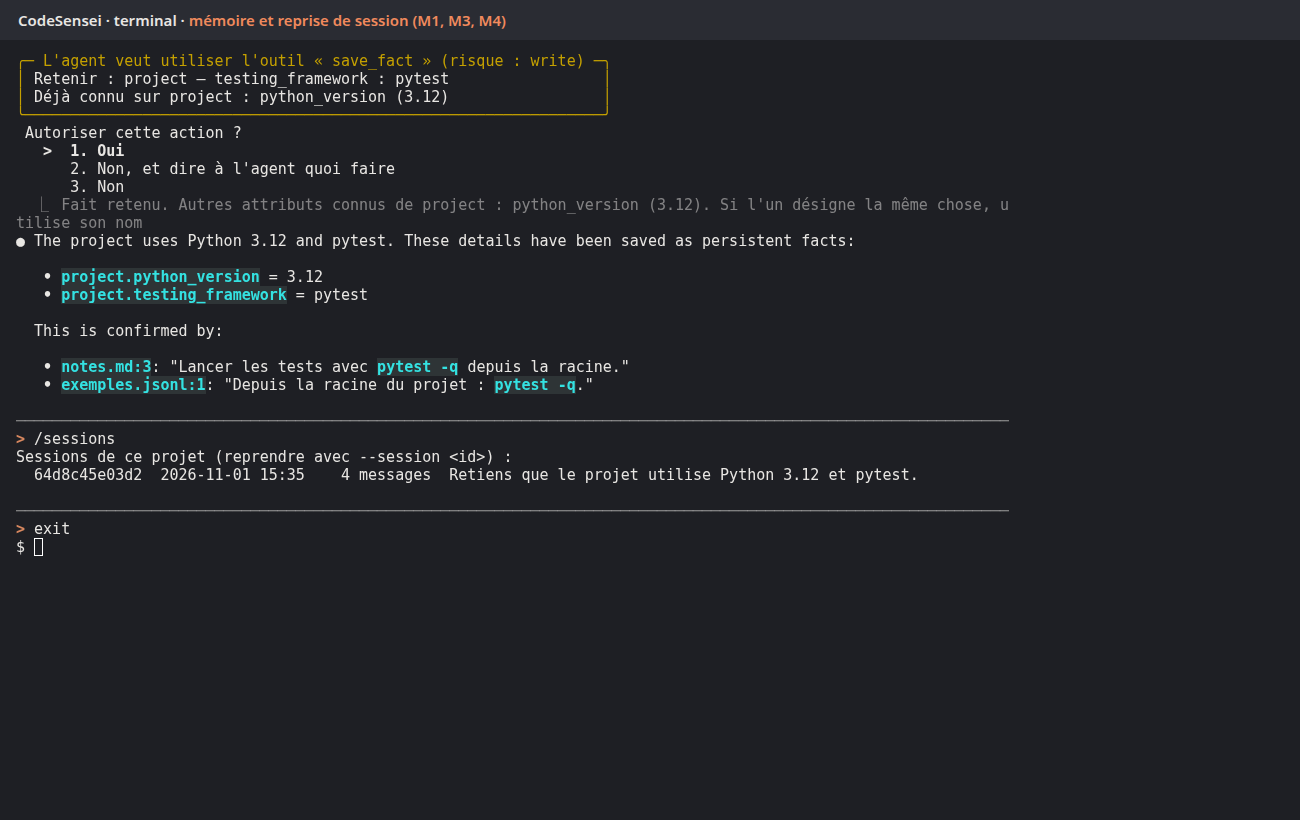 CodeSensei · terminal · mémoire et reprise de session (M1, M3, M4)
L'agent veut utiliser l'outil « save_fact » (risque : write)
Retenir : project — testing_framework : pytest
Déjà connu sur project : python_version (3.12)
Autoriser cette action ?
> 1. Oui
2. Non, et dire à l'agent quoi faire
3. Non
⎿ Fait retenu. Autres attributs connus de project : python_version (3.12). Si l'un désigne la même chose, u
tilise son nom
● The project uses Python 3.12 and pytest. These details have been saved as persistent facts:
• project.python_version = 3.12
• project.testing_framework = pytest
This is confirmed by:
• notes.md:3: "Lancer les tests avec pytest -q depuis la racine."
• exemples.jsonl:1: "Depuis la racine du projet : pytest -q."
> /sessions
Sessions de ce projet (reprendre avec --session <id>) :
64d8c45e03d2  2026-11-01 15:35    4 messages  Retiens que le projet utilise Python 3.12 et pytest.
> exit
$